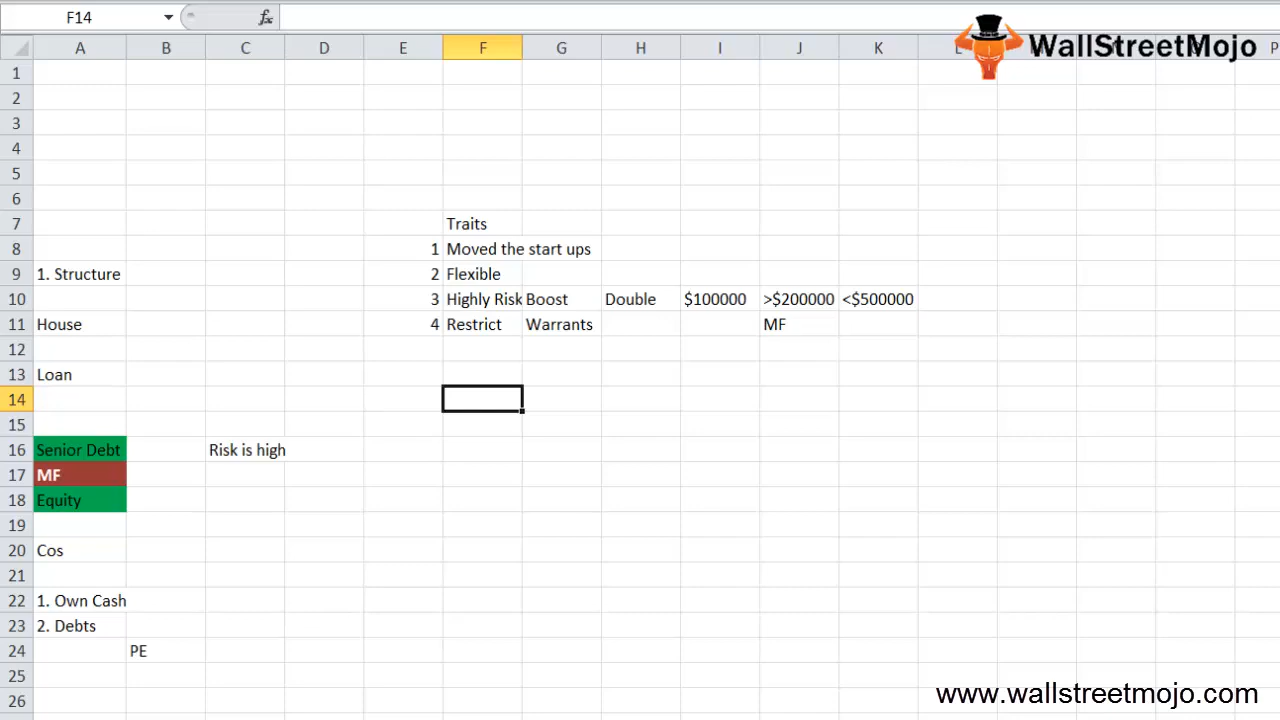 F14 fx
WallStreetMojo
A B C D E F G H I J K L P
1
2
3
4
5
6
7 Traits
8 1 Moved the start ups
9 1. Structure 2 Flexible
10 3 Highly Risk Boost Double $100000 >$200000 <$500000
11 House 4 Restrict Warrants MF
12
13 Loan
14
15
16 Senior Debt Risk is high
17 MF
18 Equity
19
20 Cos
21
22 1. Own Cash
23 2. Debts
24 PE
25
26
www.wallstreetmojo.com